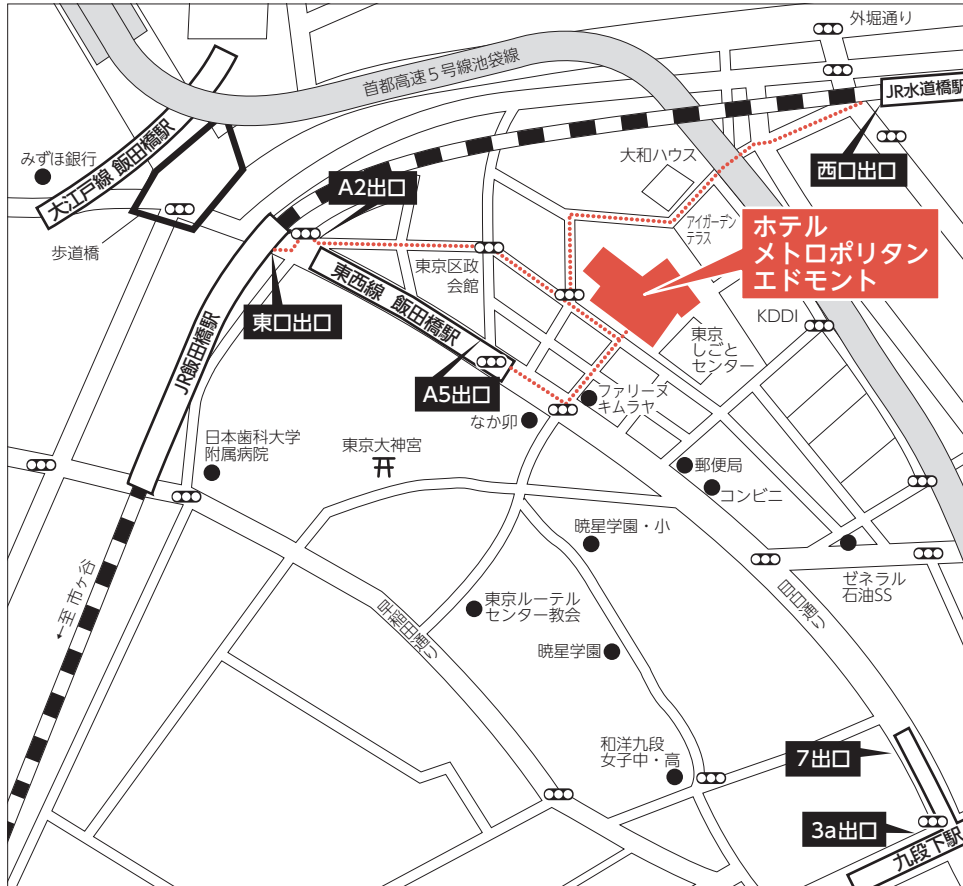 外堀通り
首都高速5号線池袋線
JR水道橋駅
みずほ銀行
大江戸線 飯田橋駅
大和ハウス
西口出口
A2出口
アイガーデン
テラス
ホテル
メトロポリタン
エドモント
歩道橋
東京区政
会館
東西線 飯田橋駅
東口出口
KDDI
JR飯田橋駅
東京
しごと
センター
A5出口
ファリーヌ
キムラヤ
なか卯
日本歯科大学
附属病院
東京大神宮
郵便局
コンビニ
暁星学園・小
←至 市ヶ谷
早稲田通り
東京ルーテル
センター教会
目白通り
ゼネラル
石油SS
暁星学園
和洋九段
女子中・高
7出口
3a出口
九段下駅